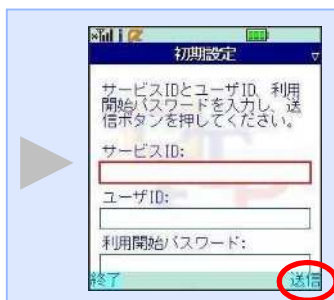 初期設定
サービスIDとユーザID、利用
開始パスワードを入力し、送
信ボタンを押してください。
サービスID:
ユーザID:
利用開始パスワード:
終了 送信